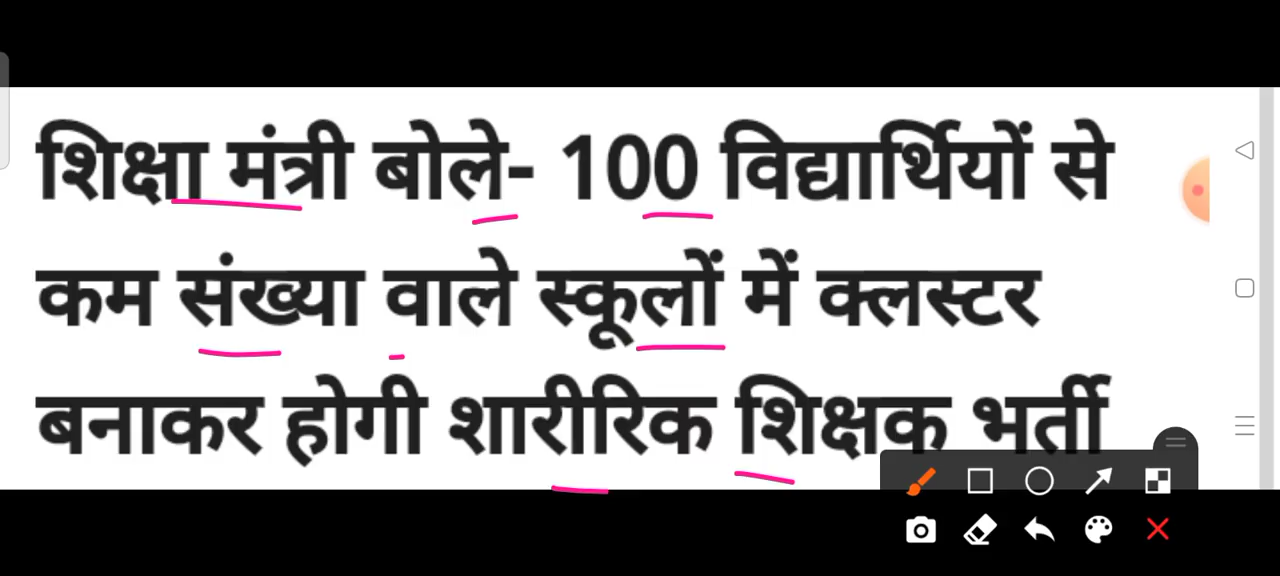 शिक्षा मंत्री बोले- 100 विद्यार्थियों से
कम संख्या वाले स्कूलों में क्लस्टर
बनाकर होगी शारीरिक शिक्षक भर्ती